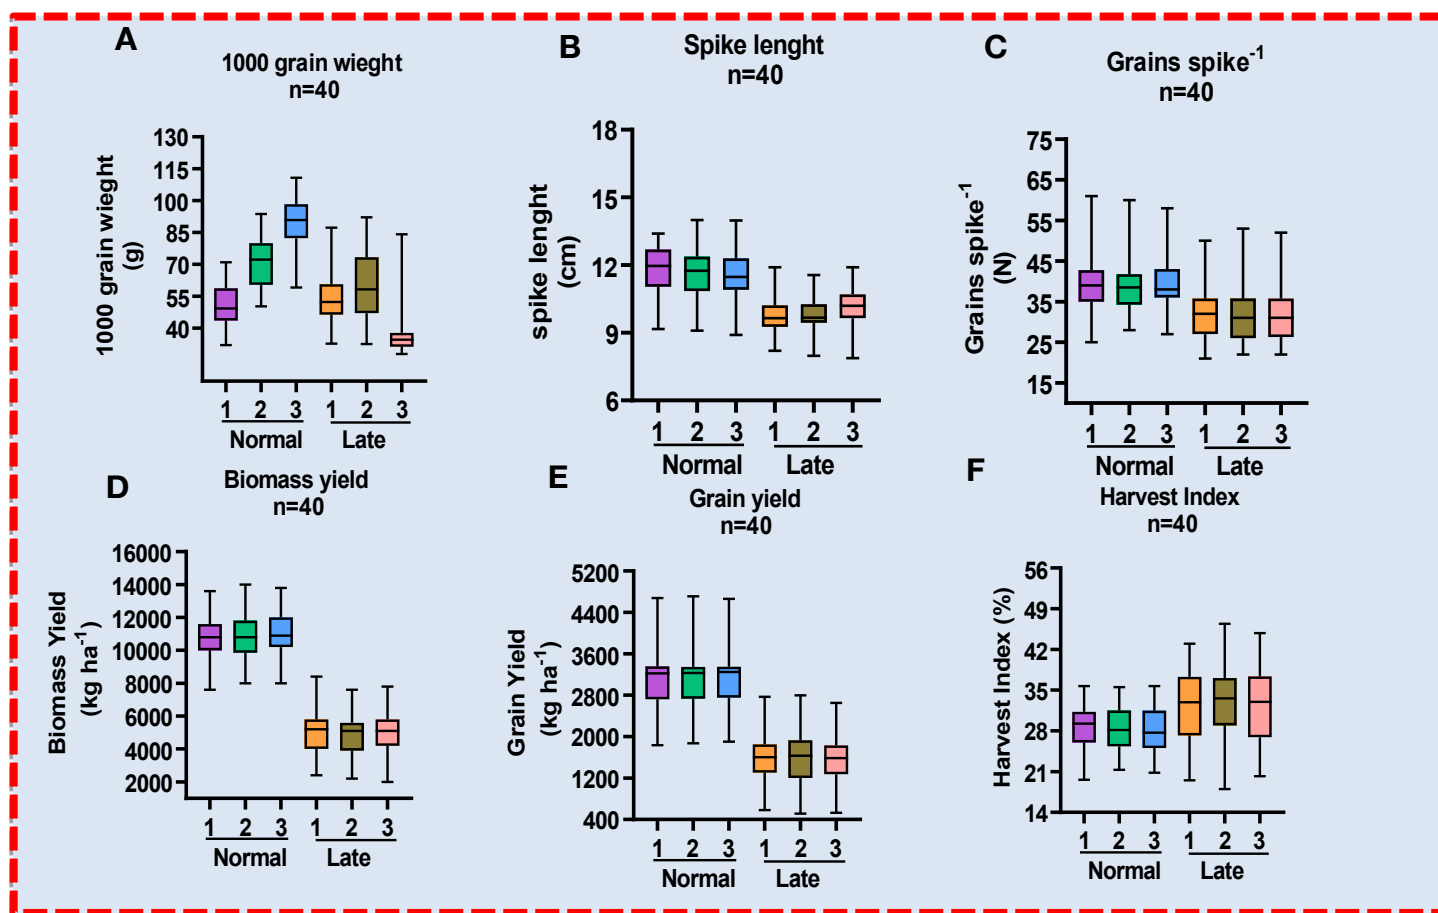 A
1000 grain wieght
n=40
1000 grain wieght
(g)
130
115
100
85
70
55
40
1 2 3 1 2 3
Normal Late
B
Spike lenght
n=40
spike lenght
(cm)
18
15
12
9
6
1 2 3 1 2 3
Normal Late
C
Grains spike⁻¹
n=40
Grains spike⁻¹
(N)
75
65
55
45
35
25
15
1 2 3 1 2 3
Normal Late
D
Biomass yield
n=40
Biomass Yield
(kg ha⁻¹)
16000
14000
12000
10000
8000
6000
4000
2000
1 2 3 1 2 3
Normal Late
E
Grain yield
n=40
Grain Yield
(kg ha⁻¹)
5200
4400
3600
2800
2000
1200
400
1 2 3 1 2 3
Normal Late
F
Harvest Index
n=40
Harvest Index (%)
56
49
42
35
28
21
14
1 2 3 1 2 3
Normal Late